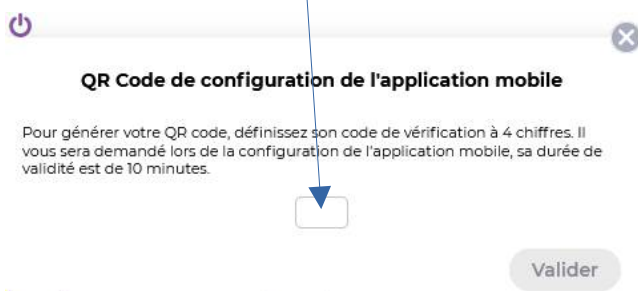 QR Code de configuration de l'application mobile
Pour générer votre QR code, définissez son code de vérification à 4 chiffres. Il
vous sera demandé lors de la configuration de l'application mobile, sa durée de
validité est de 10 minutes.
Valider